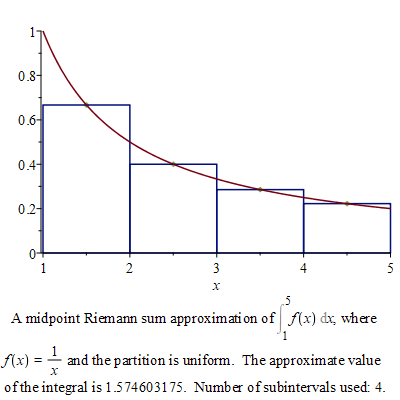 1
0.8
0.6
0.4
0.2
0
1 2 3 4 5
x
A midpoint Riemann sum approximation of ∫₁⁵ f(x) dx, where
f(x) = 1/x and the partition is uniform. The approximate value
of the integral is 1.574603175. Number of subintervals used: 4.